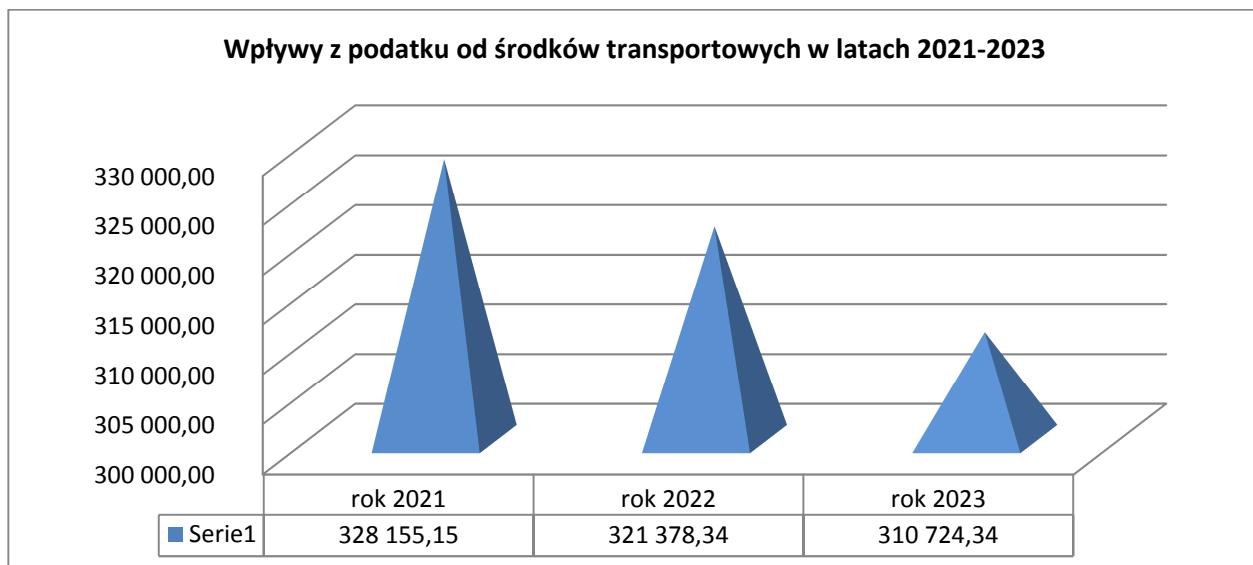 Wpływy z podatku od środków transportowych w latach 2021-2023
330 000,00
325 000,00
320 000,00
315 000,00
310 000,00
305 000,00
300 000,00
rok 2021 rok 2022 rok 2023
Serie1 328 155,15 321 378,34 310 724,34